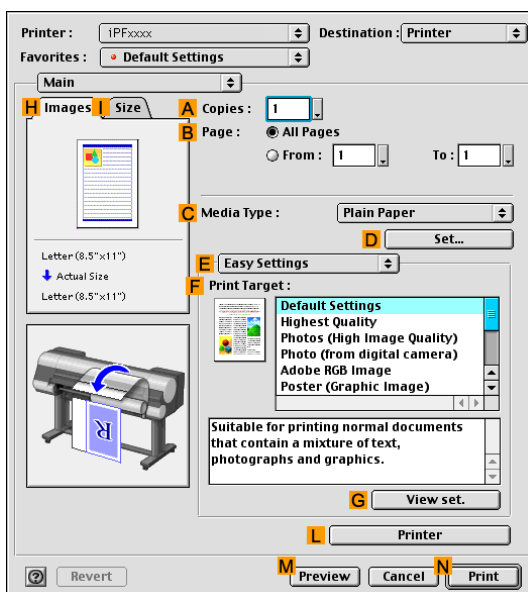 Printer : iPFxxxx Destination : Printer
Favorites : Default Settings
Main
H Images I Size
A Copies : 1
B Page : All Pages
From : 1 To : 1
C Media Type : Plain Paper
D Set...
Letter (8.5"x11")
Actual Size
Letter (8.5"x11")
E Easy Settings
F Print Target :
Default Settings
Highest Quality
Photos (High Image Quality)
Photo (from digital camera)
Adobe RGB Image
Poster (Graphic Image)
R
Suitable for printing normal documents
that contain a mixture of text,
photographs and graphics.
G View set.
L Printer
? Revert M Preview Cancel N Print